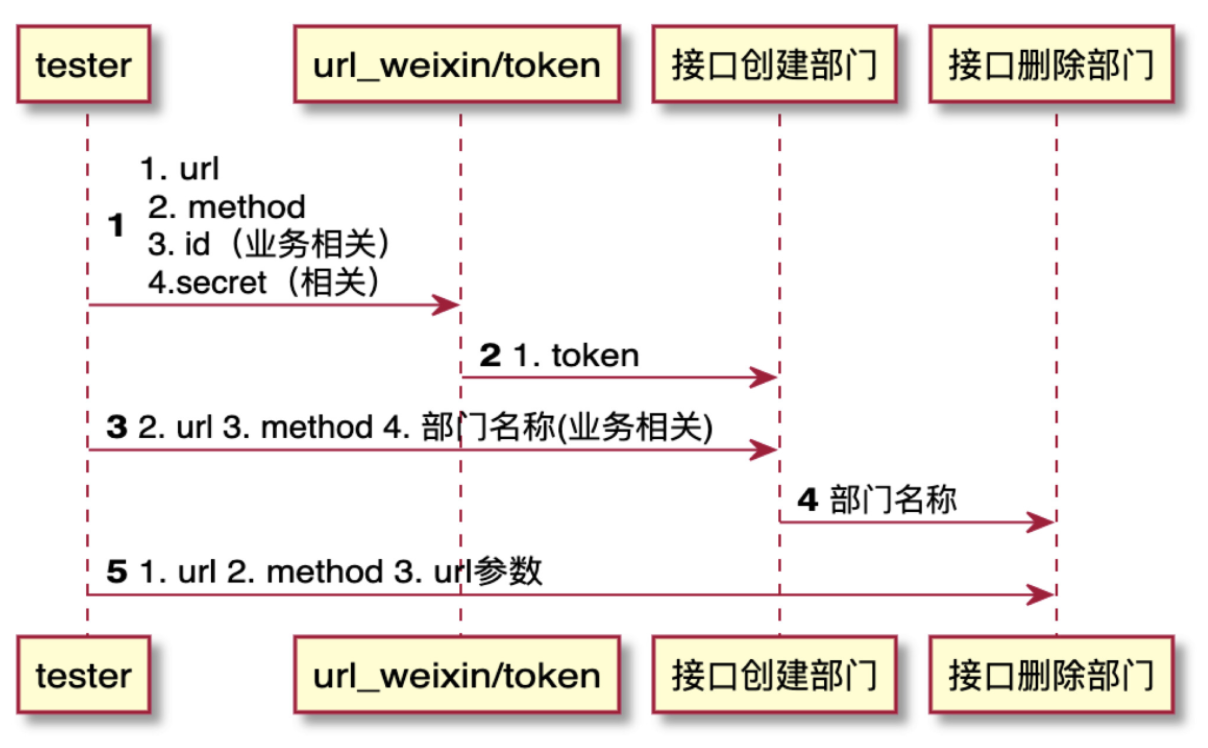 tester
url_weixin/token
接口创建部门
接口删除部门
1
1. url
2. method
3. id（业务相关）
4.secret（相关）
2 1. token
3 2. url 3. method 4. 部门名称(业务相关)
4 部门名称
5 1. url 2. method 3. url参数
tester
url_weixin/token
接口创建部门
接口删除部门